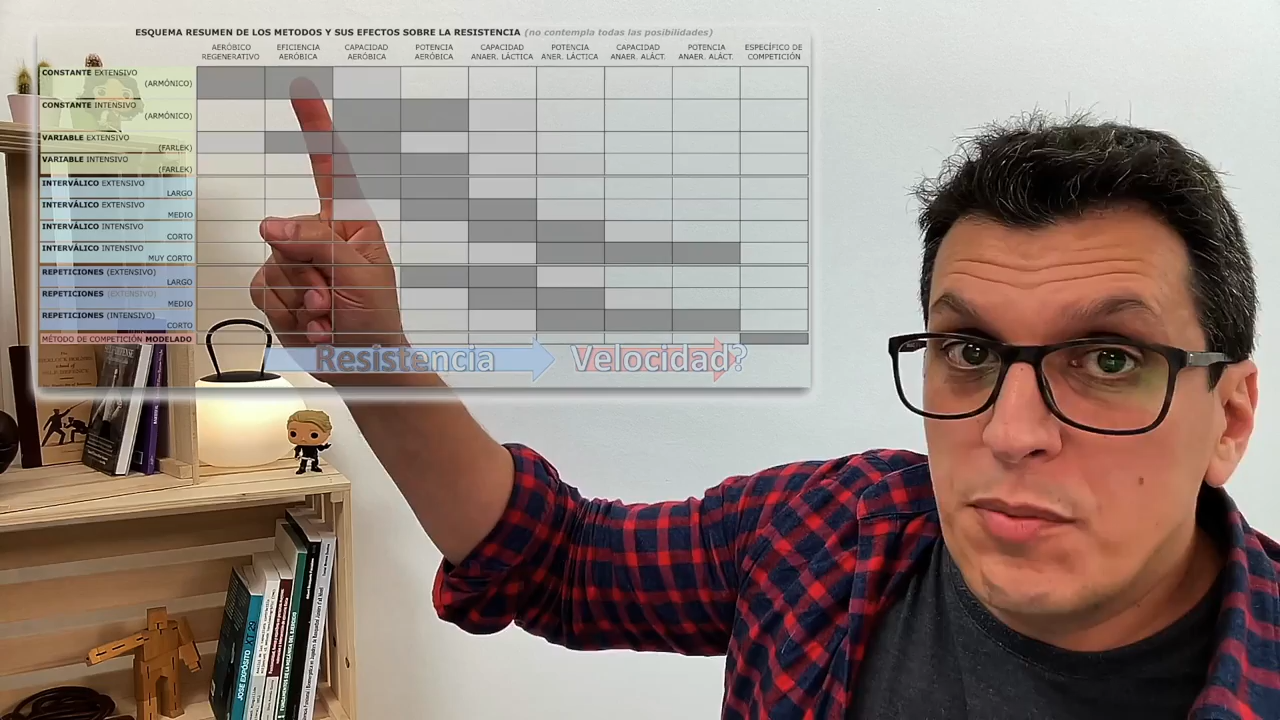 ESQUEMA RESUMEN DE LOS METODOS Y SUS EFECTOS SOBRE LA RESISTENCIA (no contempla todas las posibilidades)
AERÓBICO REGENERATIVO
EFICIENCIA AERÓBICA
CAPACIDAD AERÓBICA
POTENCIA AERÓBICA
CAPACIDAD ANAER. LÁCTICA
POTENCIA ANER. LÁCTICA
CAPACIDAD ANAER. ALÁCT.
POTENCIA ANAER. ALÁCT.
ESPECÍFICO DE COMPETICIÓN
CONSTANTE EXTENSIVO
(ARMÓNICO)
CONSTANTE INTENSIVO
(ARMÓNICO)
VARIABLE EXTENSIVO
(FARLEK)
VARIABLE INTENSIVO
(FARLEK)
INTERVÁLICO EXTENSIVO
LARGO
INTERVÁLICO EXTENSIVO
MEDIO
INTERVÁLICO INTENSIVO
CORTO
INTERVÁLICO INTENSIVO
MUY CORTO
REPETICIONES (EXTENSIVO)
LARGO
REPETICIONES (EXTENSIVO)
MEDIO
REPETICIONES (INTENSIVO)
CORTO
MÉTODO DE COMPETICIÓN MODELADO
Resistencia Velocidad?
JOSE EXPÓSITO